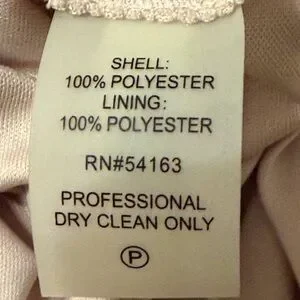 SHELL:
100% POLYESTER
LINING:
100% POLYESTER
RN#54163
PROFESSIONAL
DRY CLEAN ONLY
P